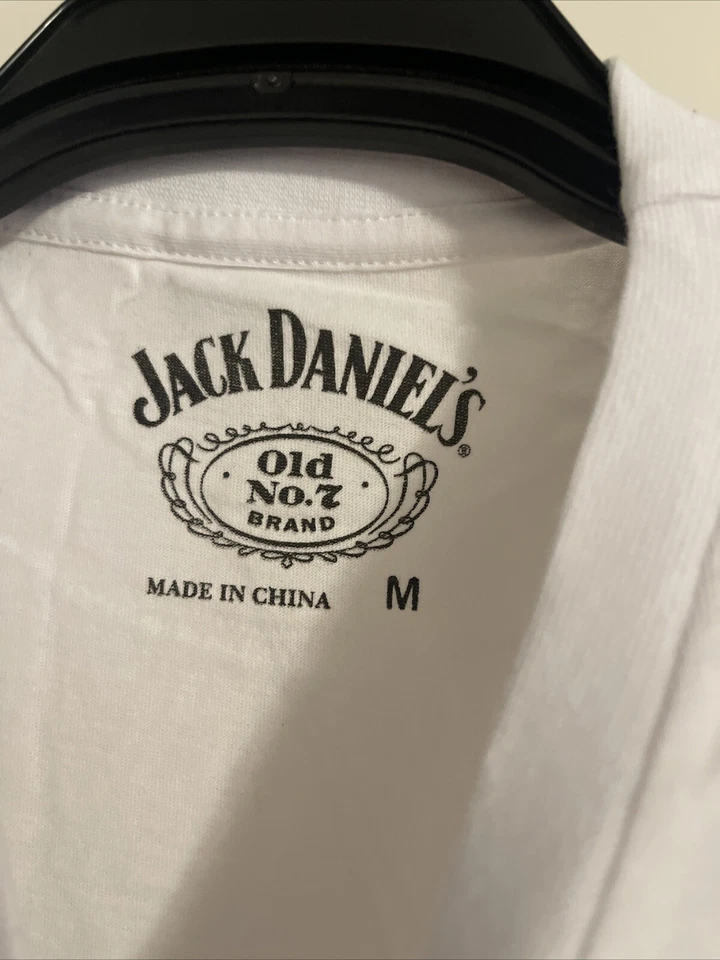 JACK DANIEL'S®
Old
No.7
BRAND
MADE IN CHINA M